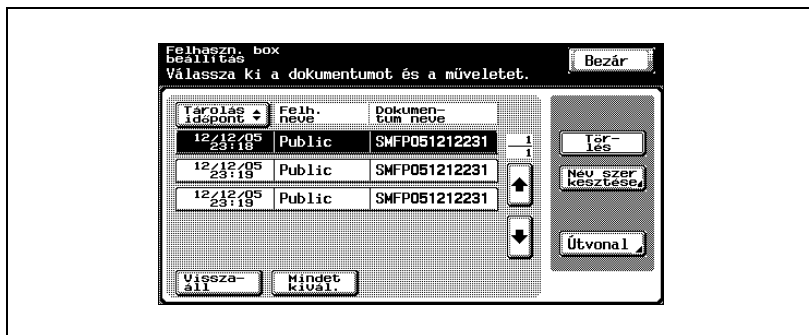 Felhaszn. box
beállítás
Válassza ki a dokumentumot és a műveletet.
Bezár
Tárolás
időpont
Felh.
neve
Dokumen-
tum neve
12/12/05
23:18
Public
SMFP051212231
1
1
12/12/05
23:19
Public
SMFP051212231
12/12/05
23:19
Public
SMFP051212231
Tör-
lés
Név szer
kesztése
Útvonal
Vissza-
áll
Mindet
kivál.